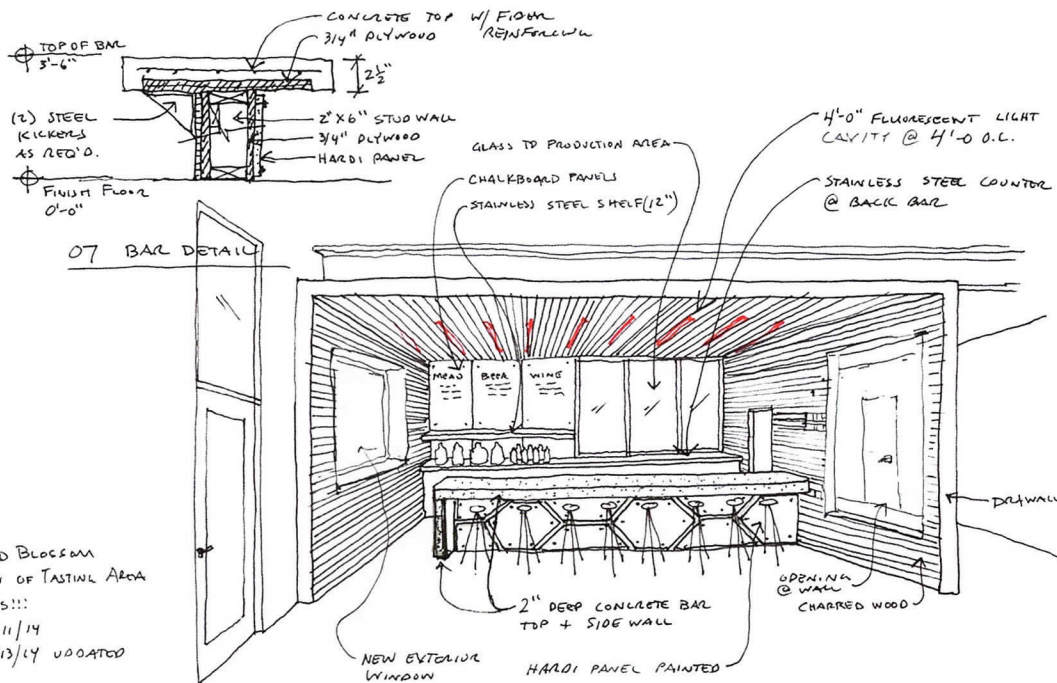 CONCRETE TOP W/ FIBER
REINFORCING
3/4" PLYWOOD
TOP OF BAR
3'-6"
2 1/2"
(2) STEEL
KICKERS
AS REQ'D.
2"X6" STUD WALL
3/4" PLYWOOD
HARDI PANEL
FINISH FLOOR
0'-0"
07 BAR DETAIL
GLASS TO PRODUCTION AREA
CHALKBOARD PANELS
STAINLESS STEEL SHELF (12")
4'-0" FLUORESCENT LIGHT
CAVITY @ 4'-0 O.C.
STAINLESS STEEL COUNTER
@ BACK BAR
MEAD BEER WINE
DRYWALL
OPENING
@ WALL
CHARRED WOOD
2" DEEP CONCRETE BAR
TOP + SIDE WALL
NEW EXTERIOR
WINDOW
HARDI PANEL PAINTED
BLOSSOM
OF TASTING AREA
S!!!
11/14
13/14 UPDATED